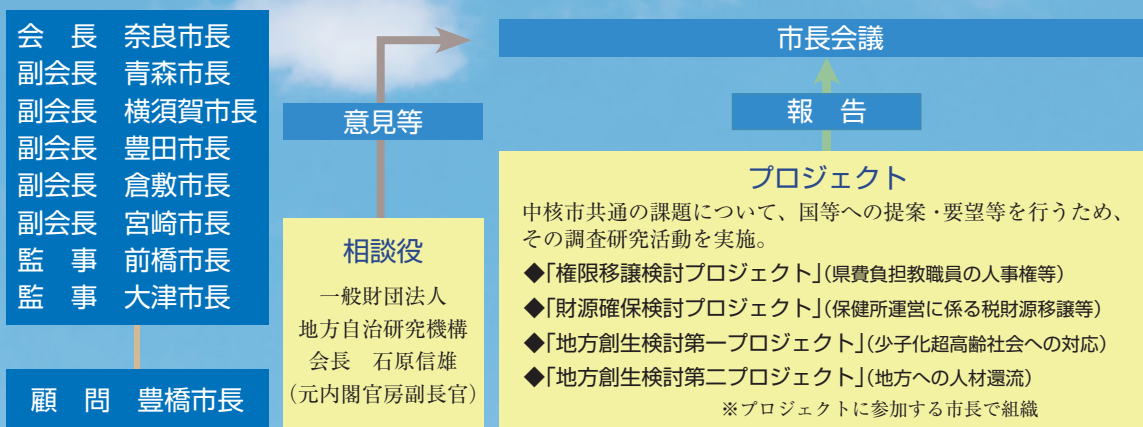 会　長　奈良市長
副会長　青森市長
副会長　横須賀市長
副会長　豊田市長
副会長　倉敷市長
副会長　宮崎市長
監　事　前橋市長
監　事　大津市長
顧　問　豊橋市長
意見等
相談役
一般財団法人
地方自治研究機構
会長　石原信雄
（元内閣官房副長官）
市長会議
報　告
プロジェクト
中核市共通の課題について、国等への提案・要望等を行うため、
その調査研究活動を実施。
◆「権限移譲検討プロジェクト」（県費負担教職員の人事権等）
◆「財源確保検討プロジェクト」（保健所運営に係る税財源移譲等）
◆「地方創生検討第一プロジェクト」（少子化超高齢社会への対応）
◆「地方創生検討第二プロジェクト」（地方への人材還流）
※プロジェクトに参加する市長で組織